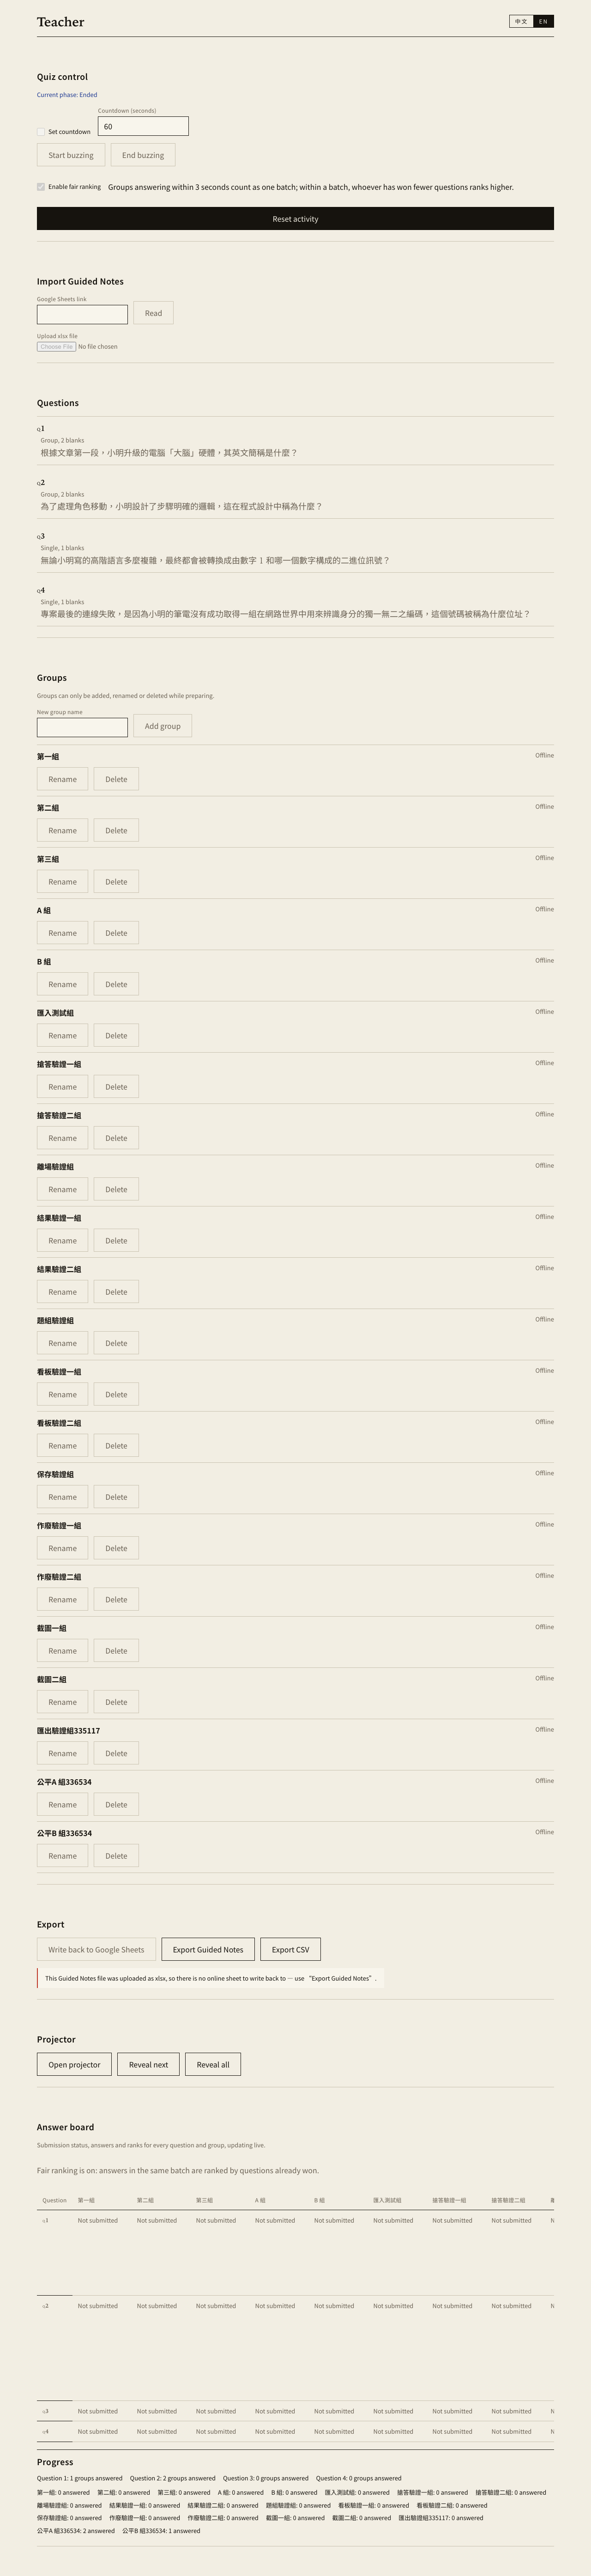 Teacher
中文 EN
Quiz control
Current phase: Ended
Countdown (seconds)
Set countdown 60
Start buzzing End buzzing
Enable fair ranking Groups answering within 3 seconds count as one batch; within a batch, whoever has won fewer questions ranks higher.
Reset activity
Import Guided Notes
Google Sheets link
Read
Upload xlsx file
Choose File No file chosen
Questions
q1
Group, 2 blanks
根據文章第一段，小明升級的電腦「大腦」硬體，其英文簡稱是什麼？
q2
Group, 2 blanks
為了處理角色移動，小明設計了步驟明確的邏輯，這在程式設計中稱為什麼？
q3
Single, 1 blanks
無論小明寫的高階語言多麼複雜，最終都會被轉換成由數字 1 和哪一個數字構成的二進位訊號？
q4
Single, 1 blanks
專案最後的連線失敗，是因為小明的筆電沒有成功取得一組在網路世界中用來辨識身分的獨一無二之編碼，這個號碼被稱為什麼位址？
Groups
Groups can only be added, renamed or deleted while preparing.
New group name
Add group
第一組 Offline
Rename Delete
第二組 Offline
Rename Delete
第三組 Offline
Rename Delete
A 組 Offline
Rename Delete
B 組 Offline
Rename Delete
匯入測試組 Offline
Rename Delete
搶答驗證一組 Offline
Rename Delete
搶答驗證二組 Offline
Rename Delete
離場驗證組 Offline
Rename Delete
結果驗證一組 Offline
Rename Delete
結果驗證二組 Offline
Rename Delete
題組驗證組 Offline
Rename Delete
看板驗證一組 Offline
Rename Delete
看板驗證二組 Offline
Rename Delete
保存驗證組 Offline
Rename Delete
作廢驗證一組 Offline
Rename Delete
作廢驗證二組 Offline
Rename Delete
截圖一組 Offline
Rename Delete
截圖二組 Offline
Rename Delete
匯出驗證組335117 Offline
Rename Delete
公平A 組336534 Offline
Rename Delete
公平B 組336534 Offline
Rename Delete
Export
Write back to Google Sheets Export Guided Notes Export CSV
This Guided Notes file was uploaded as xlsx, so there is no online sheet to write back to — use “Export Guided Notes”.
Projector
Open projector Reveal next Reveal all
Answer board
Submission status, answers and ranks for every question and group, updating live.
Fair ranking is on: answers in the same batch are ranked by questions already won.
Question 第一組 第二組 第三組 A 組 B 組 匯入測試組 搶答驗證一組 搶答驗證二組
q1 Not submitted Not submitted Not submitted Not submitted Not submitted Not submitted Not submitted Not submitted N
q2 Not submitted Not submitted Not submitted Not submitted Not submitted Not submitted Not submitted Not submitted N
q3 Not submitted Not submitted Not submitted Not submitted Not submitted Not submitted Not submitted Not submitted N
q4 Not submitted Not submitted Not submitted Not submitted Not submitted Not submitted Not submitted Not submitted N
Progress
Question 1: 1 groups answered Question 2: 2 groups answered Question 3: 0 groups answered Question 4: 0 groups answered
第一組: 0 answered 第二組: 0 answered 第三組: 0 answered A 組: 0 answered B 組: 0 answered 匯入測試組: 0 answered 搶答驗證一組: 0 answered 搶答驗證二組: 0 answered
離場驗證組: 0 answered 結果驗證一組: 0 answered 結果驗證二組: 0 answered 題組驗證組: 0 answered 看板驗證一組: 0 answered 看板驗證二組: 0 answered
保存驗證組: 0 answered 作廢驗證一組: 0 answered 作廢驗證二組: 0 answered 截圖一組: 0 answered 截圖二組: 0 answered 匯出驗證組335117: 0 answered
公平A 組336534: 2 answered 公平B 組336534: 1 answered